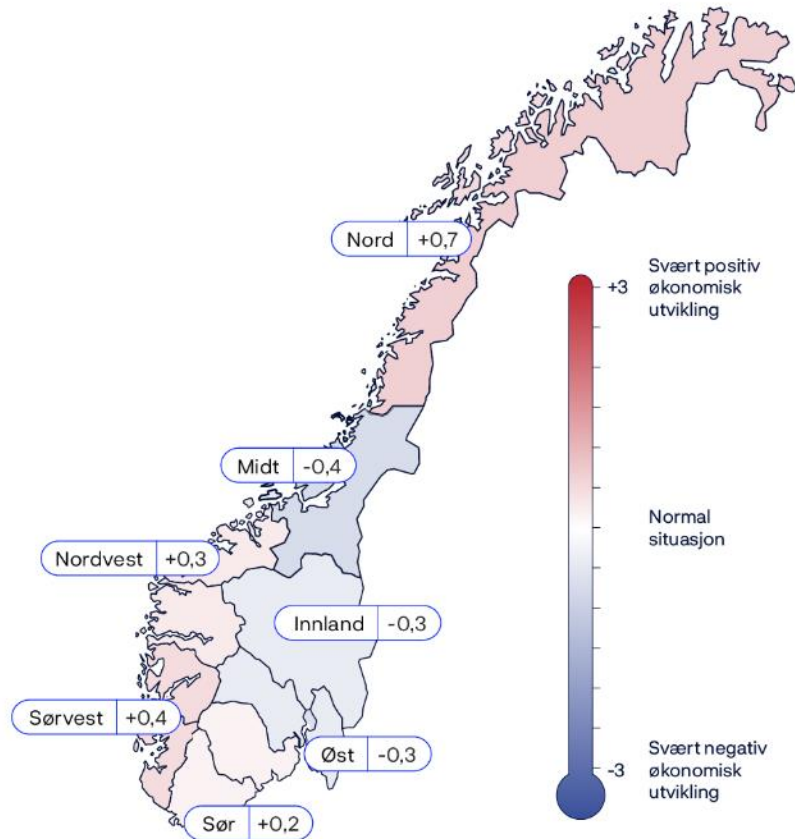 Nord +0,7
Midt -0,4
Nordvest +0,3
Innland -0,3
Sørvest +0,4
Øst -0,3
Sør +0,2
+3
Svært positiv
økonomisk
utvikling
Normal
situasjon
-3
Svært negativ
økonomisk
utvikling